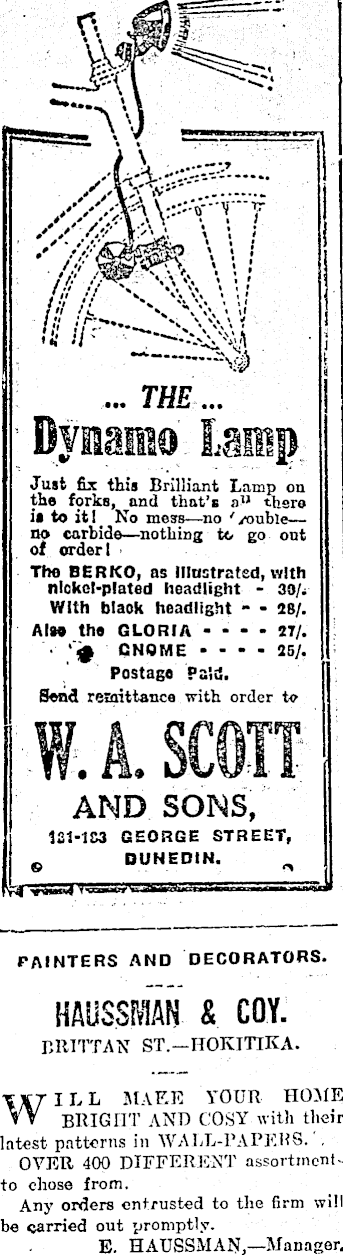 ... THE ...
Dynamo Lamp
Just fix this Brilliant Lamp on
the forks, and that's all there
is to it! No mess—no trouble—
no carbide—nothing to go out
of order!
The BERKO, as illustrated, with
nickel-plated headlight - 30/-
With black headlight - - 28/-
Also the GLORIA - - - - 27/-
GNOME - - - - 25/-
Postage Paid.
Send remittance with order to
W. A. SCOTT
AND SONS,
181-183 GEORGE STREET,
DUNEDIN.
PAINTERS AND DECORATORS.
HAUSSMAN & COY.
BRITTAN ST.—HOKITIKA.
WILL MAKE YOUR HOME
BRIGHT AND COSY with their
latest patterns in WALL-PAPERS.
OVER 400 DIFFERENT assortment-
to chose from.
Any orders entrusted to the firm will
be carried out promptly.
E. HAUSSMAN,—Manager.